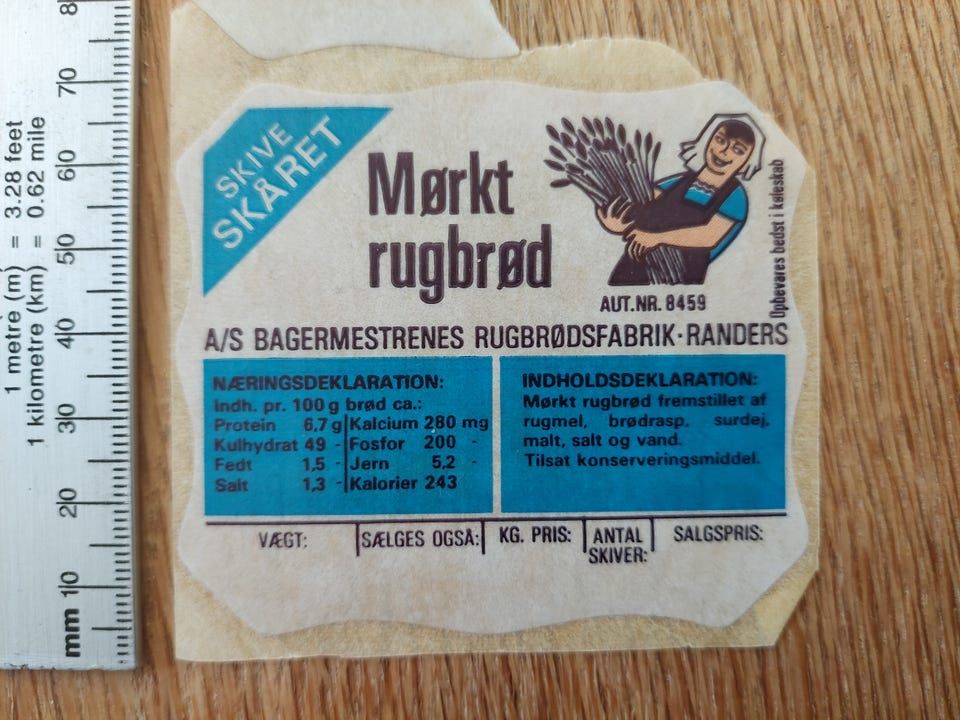 8
70
60
50
40
30
20
mm 10
1 metre (m) = 3.28 feet
1 kilometre (km) = 0.62 mile
SKIVE
SKÅRET
Mørkt
rugbrød
Opbevares bedst i køleskab
AUT.NR. 8459
A/S BAGERMESTRENES RUGBRØDSFABRIK·RANDERS
NÆRINGSDEKLARATION:
Indh. pr. 100 g brød ca.:
Protein 6,7 g Kalcium 280 mg
Kulhydrat 49 - Fosfor 200 -
Fedt 1,5 - Jern 5,2 -
Salt 1,3 - Kalorier 243
INDHOLDSDEKLARATION:
Mørkt rugbrød fremstillet af
rugmel, brødrasp, surdej,
malt, salt og vand.
Tilsat konserveringsmiddel.
VÆGT: SÆLGES OGSÅ: KG. PRIS: ANTAL SALGSPRIS:
SKIVER: